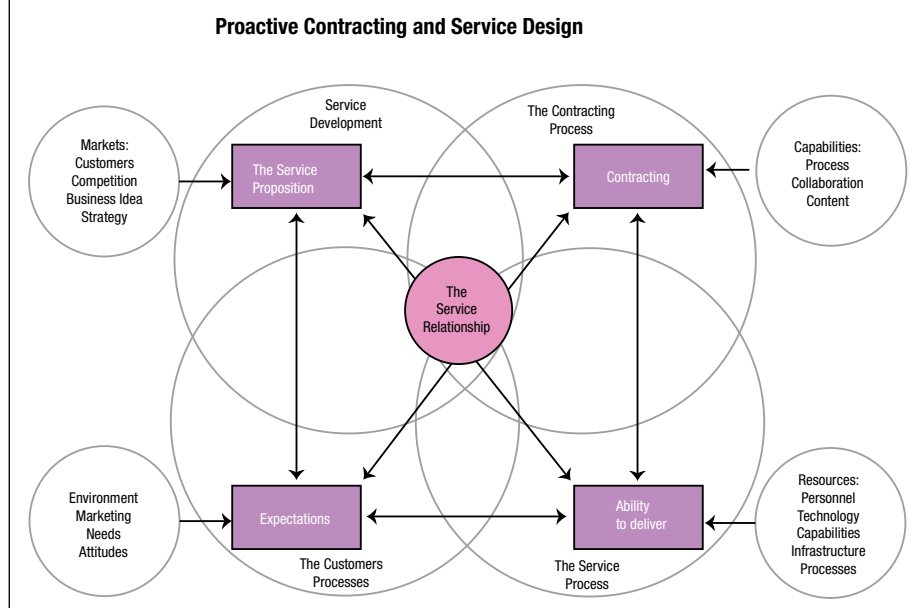 Proactive Contracting and Service Design
Service
Development
The Contracting
Process
Markets:
Customers
Competition
Business Idea
Strategy
The Service
Proposition
Contracting
Capabilities:
Process
Collaboration
Content
The
Service
Relationship
Environment
Marketing
Needs
Attitudes
Expectations
Ability
to deliver
Resources:
Personnel
Technology
Capabilities
Infrastructure
Processes
The Customers
Processes
The Service
Process